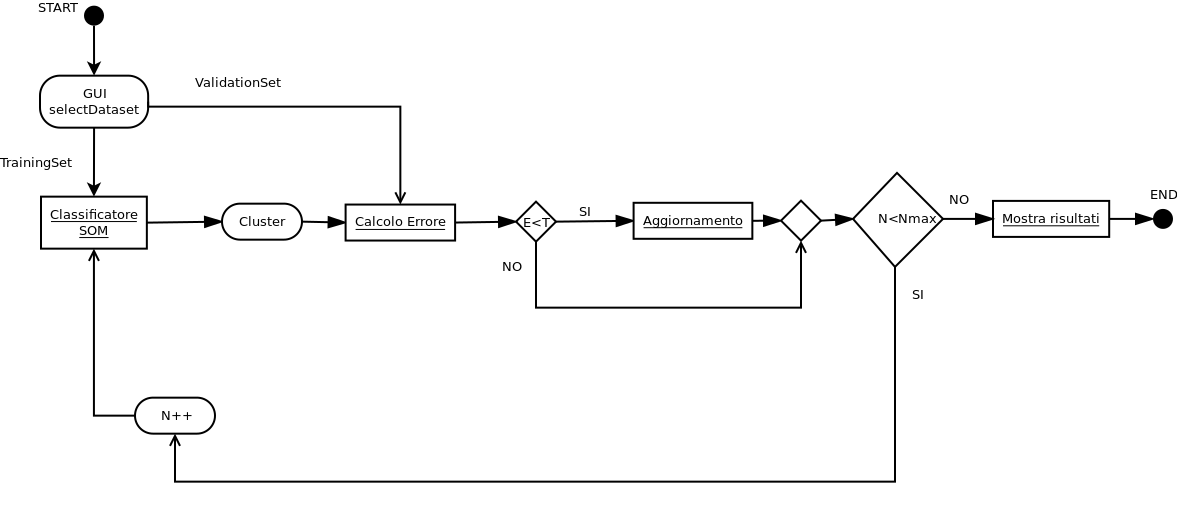 START
GUI
selectDataset
ValidationSet
TrainingSet
Classificatore
SOM
Cluster
Calcolo Errore
E<T
SI
NO
Aggiornamento
N<Nmax
NO
SI
Mostra risultati
END
N++